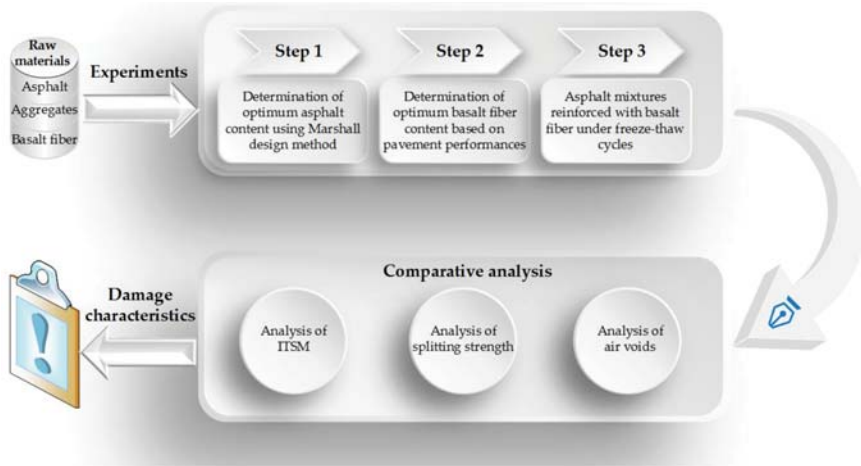 Raw
materials
Asphalt
Aggregates
Basalt fiber
Experiments
Step 1
Determination of
optimum asphalt
content using Marshall
design method
Step 2
Determination of
optimum basalt fiber
content based on
pavement performances
Step 3
Asphalt mixtures
reinforced with basalt
fiber under freeze-thaw
cycles
Comparative analysis
Analysis of
ITSM
Analysis of
splitting strength
Analysis of
air voids
Damage
characteristics